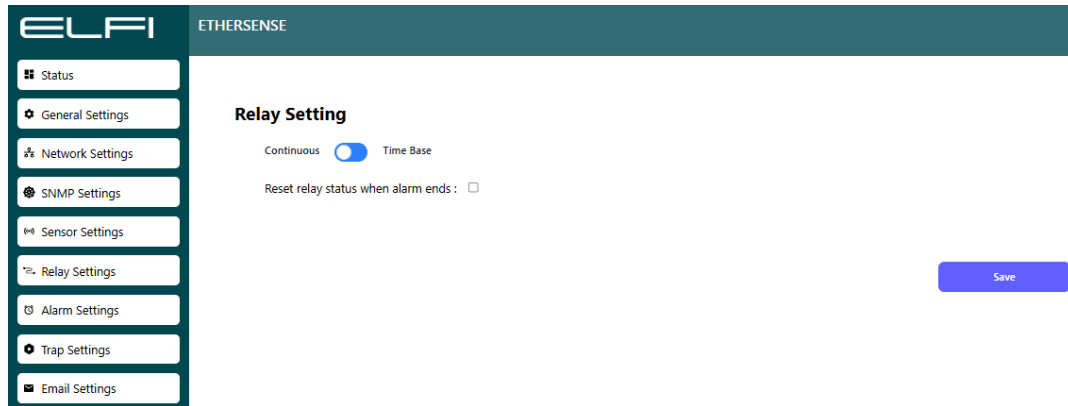 ELFI
ETHERSENSE
Status
General Settings
Network Settings
SNMP Settings
Sensor Settings
Relay Settings
Alarm Settings
Trap Settings
Email Settings
Relay Setting
Continuous Time Base
Reset relay status when alarm ends :
Save